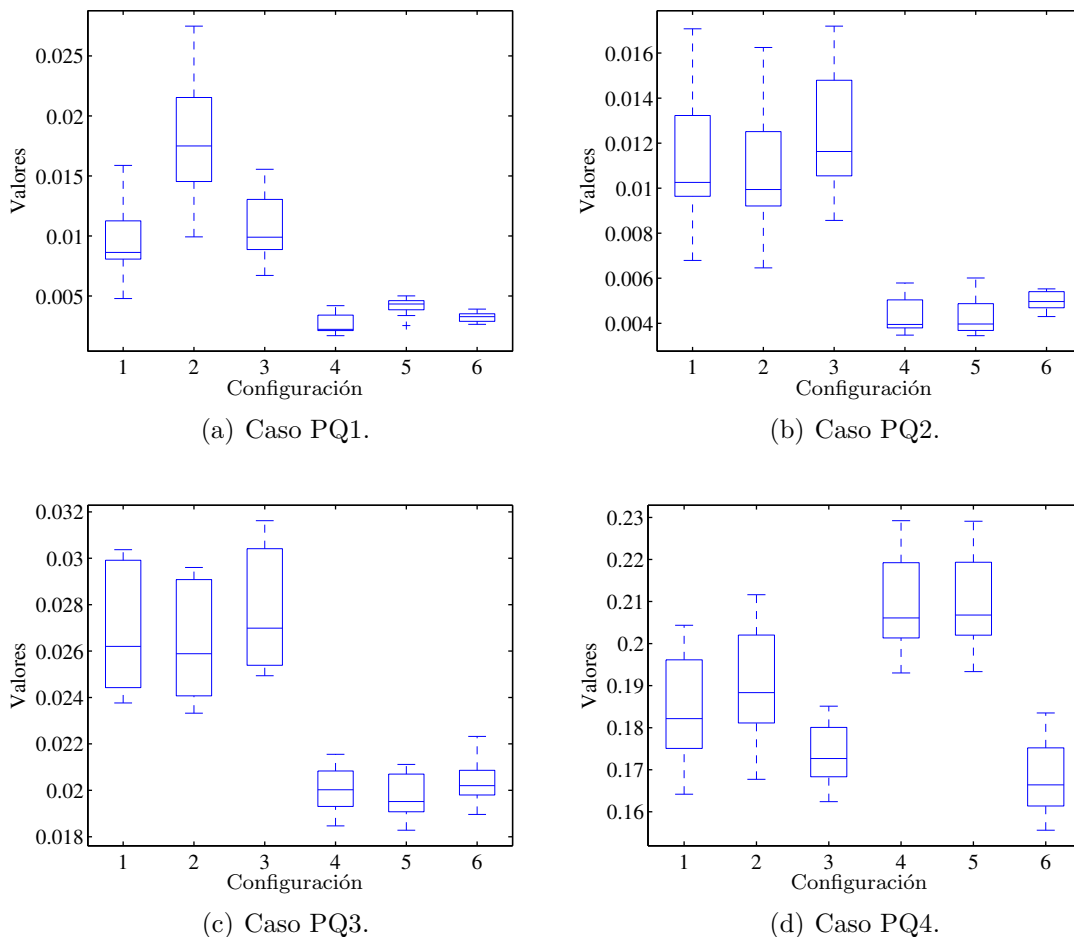 0.025
0.02
0.015
0.01
0.005
Valores
1 2 3 4 5 6
Configuración
(a) Caso PQ1.
0.016
0.014
0.012
0.01
0.008
0.006
0.004
Valores
1 2 3 4 5 6
Configuración
(b) Caso PQ2.
0.032
0.03
0.028
0.026
0.024
0.022
0.02
0.018
Valores
1 2 3 4 5 6
Configuración
(c) Caso PQ3.
0.23
0.22
0.21
0.2
0.19
0.18
0.17
0.16
Valores
1 2 3 4 5 6
Configuración
(d) Caso PQ4.